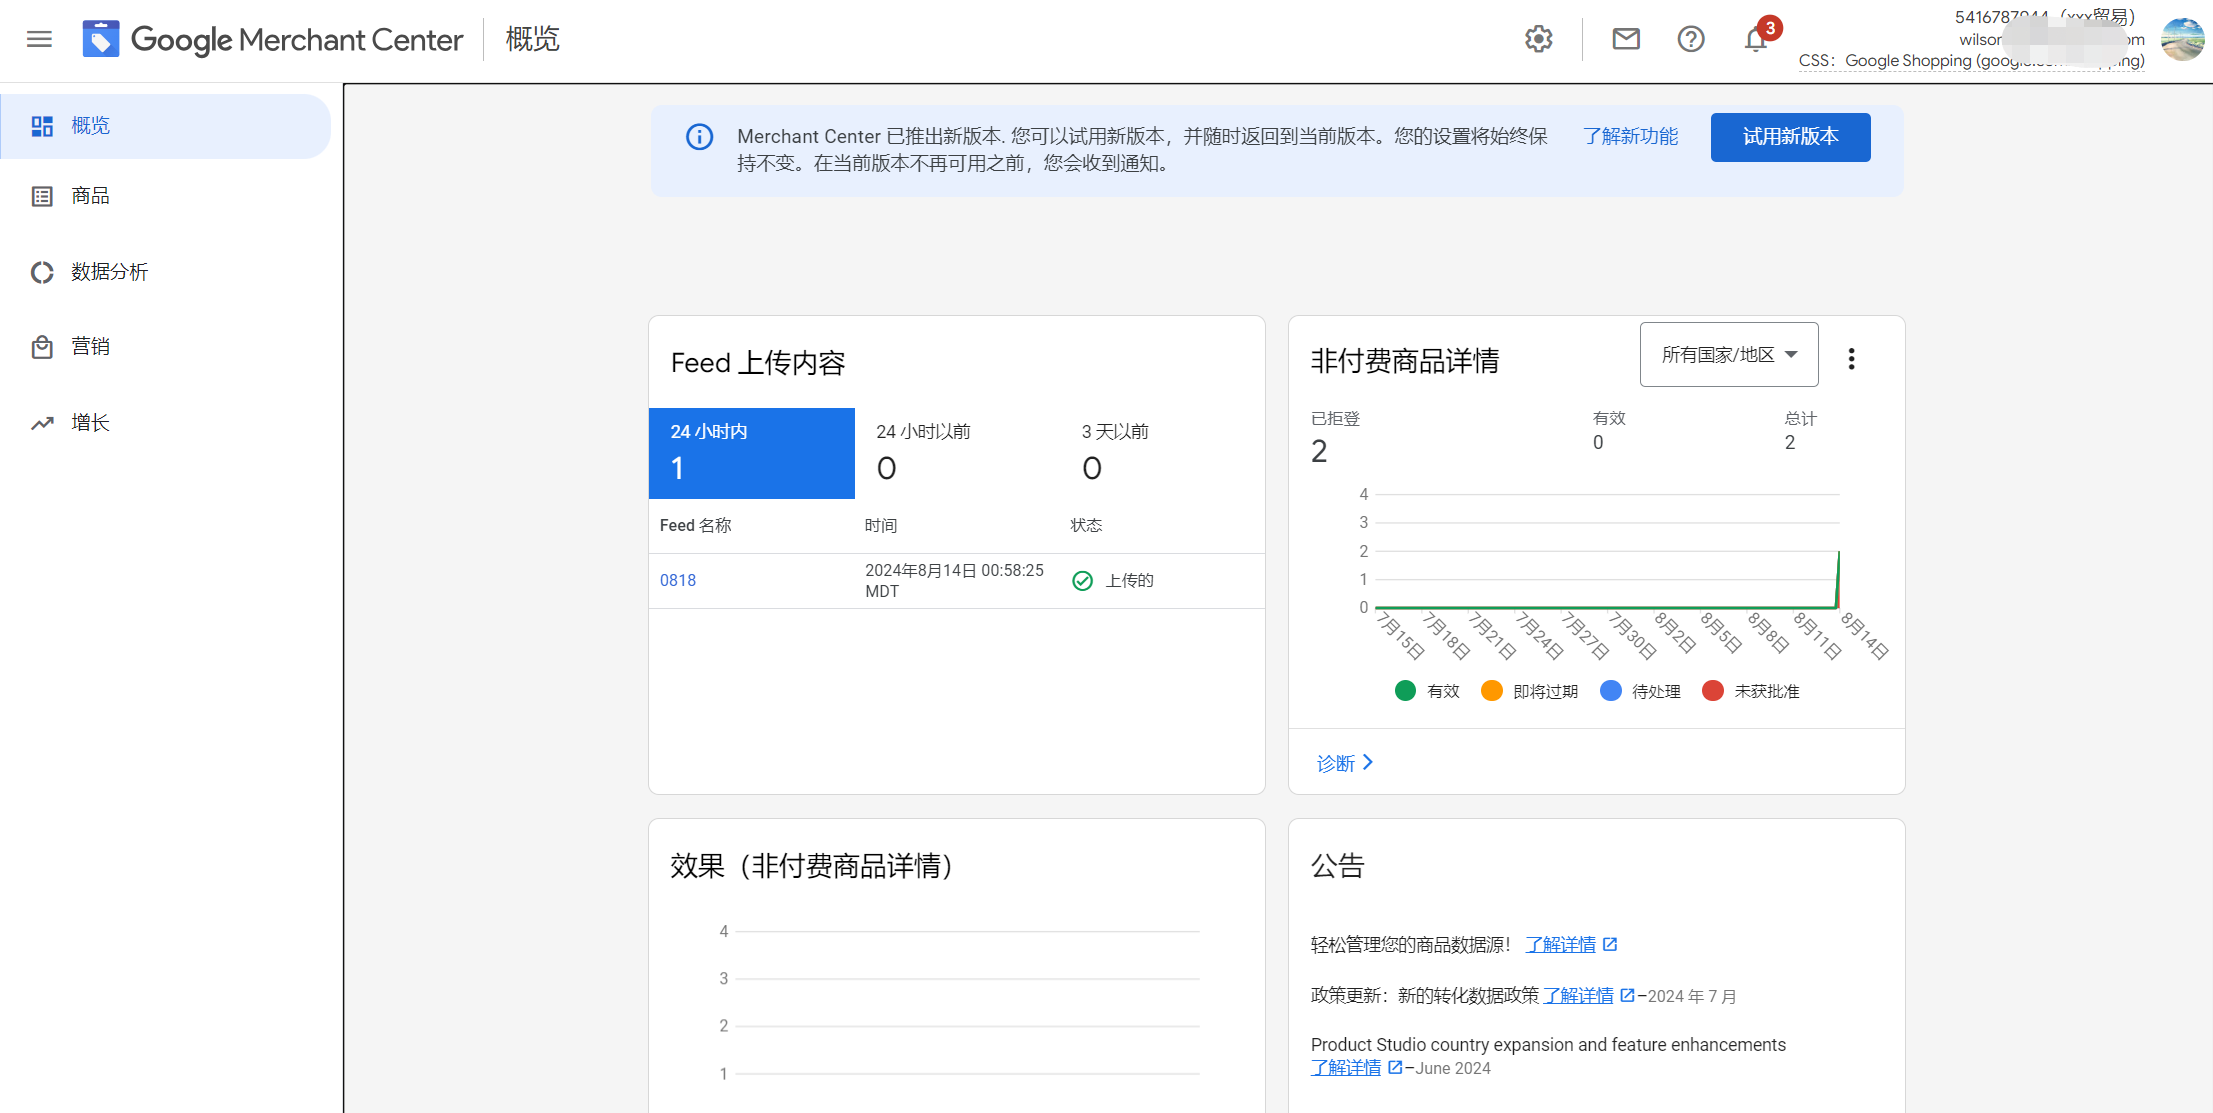 Google Merchant Center
概览
3
（xxx贸易）
CSS：Google Shopping
概览
商品
数据分析
营销
增长
Merchant Center 已推出新版本. 您可以试用新版本，并随时返回到当前版本。您的设置将始终保
持不变。在当前版本不再可用之前，您会收到通知。
了解新功能
试用新版本
Feed 上传内容
24 小时内
1
24 小时以前
0
3 天以前
0
Feed 名称
时间
状态
0818
2024年8月14日 00:58:25
MDT
上传的
非付费商品详情
所有国家/地区
已拒登
2
有效
0
总计
2
4
3
2
1
0
7月15日
7月18日
7月21日
7月24日
7月27日
7月30日
8月2日
8月5日
8月8日
8月11日
8月14日
有效
即将过期
待处理
未获批准
诊断
效果（非付费商品详情）
4
3
2
1
公告
轻松管理您的商品数据源！ 了解详情
政策更新：新的转化数据政策 了解详情 –2024 年 7 月
Product Studio country expansion and feature enhancements
了解详情 –June 2024